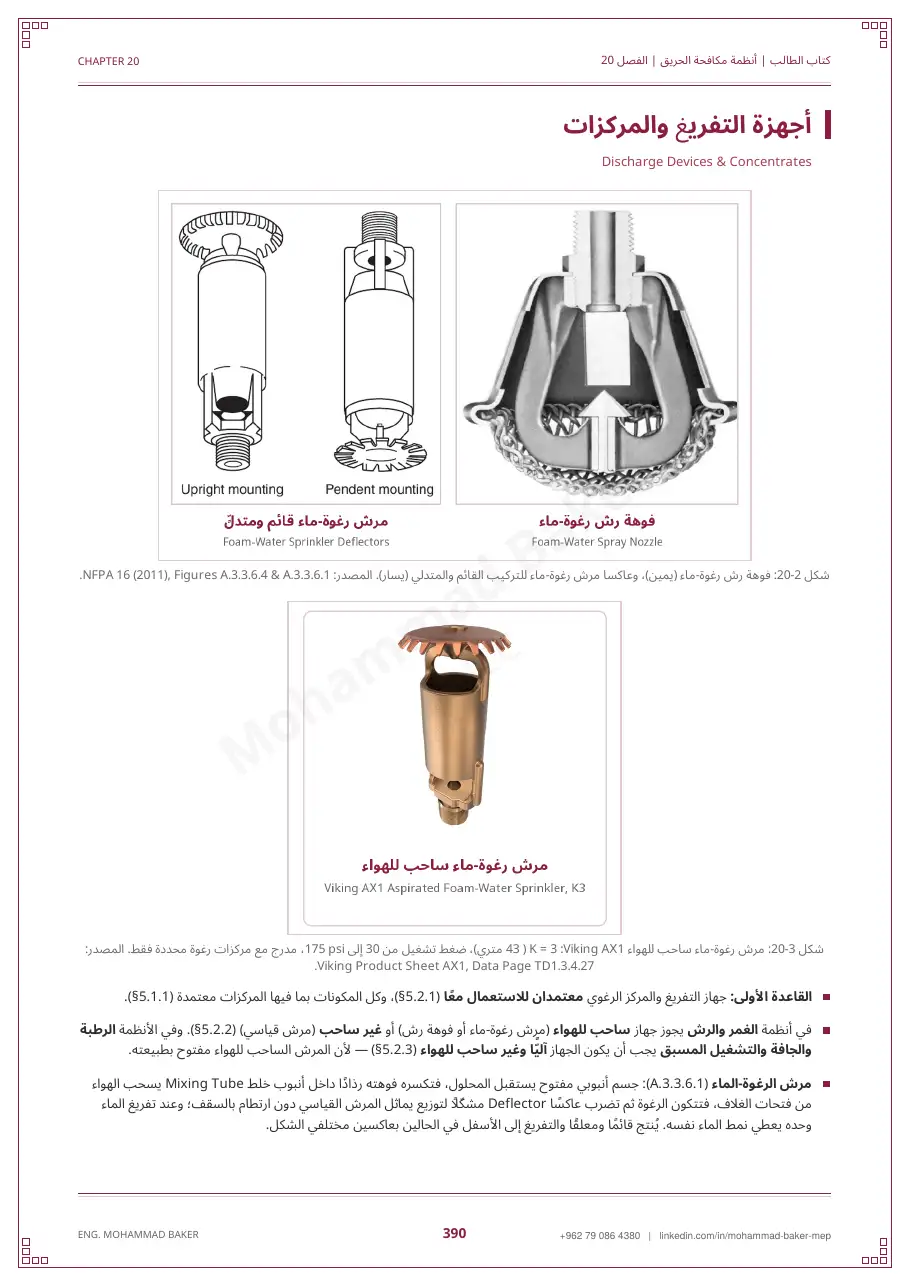 CHAPTER 20
كتاب الطالب | أنظمة مكافحة الحريق | الفصل 20
أجهزة التفريغ والمركزات
Discharge Devices & Concentrates
Upright mounting
Pendent mounting
مرش رغوة-ماء قائم ومتدلّ
Foam-Water Sprinkler Deflectors
فوهة رش رغوة-ماء
Foam-Water Spray Nozzle
شكل 2-20: فوهة رش رغوة-ماء (يمين)، وعاكسا مرش رغوة-ماء للتركيب القائم والمتدلي (يسار). المصدر: NFPA 16 (2011), Figures A.3.3.6.4 & A.3.3.6.1.
مرش رغوة-ماء ساحب للهواء
Viking AX1 Aspirated Foam-Water Sprinkler, K3
شكل 3-20: مرش رغوة-ماء ساحب للهواء Viking AX1: K = 3 ( 43 متري)، ضغط تشغيل من 30 إلى 175 psi، مدرج مع مركزات رغوة محددة فقط. المصدر:
Viking Product Sheet AX1, Data Page TD1.3.4.27.
القاعدة الأولى: جهاز التفريغ والمركز الرغوي معتمدان للاستعمال معًا (5.2.1§)، وكل المكونات بما فيها المركزات معتمدة (5.1.1§).
في أنظمة الغمر والرش يجوز جهاز ساحب للهواء (مرش رغوة-ماء أو فوهة رش) أو غير ساحب (مرش قياسي) (5.2.2§). وفي الأنظمة الرطبة
والجافة والتشغيل المسبق يجب أن يكون الجهاز آليًّا وغير ساحب للهواء (5.2.3§) — لأن المرش الساحب للهواء مفتوح بطبيعته.
مرش الرغوة-الماء (A.3.3.6.1): جسم أنبوبي مفتوح يستقبل المحلول، فتكسره فوهته رذاذًا داخل أنبوب خلط Mixing Tube يسحب الهواء
من فتحات الغلاف، فتتكون الرغوة ثم تضرب عاكسًا Deflector مشكّلًا لتوزيع يماثل المرش القياسي دون ارتطام بالسقف؛ وعند تفريغ الماء
وحده يعطي نمط الماء نفسه. يُنتج قائمًا ومعلقًا والتفريغ إلى الأسفل في الحالين بعاكسين مختلفي الشكل.
ENG. MOHAMMAD BAKER
390
+962 79 086 4380 | linkedin.com/in/mohammad-baker-mep